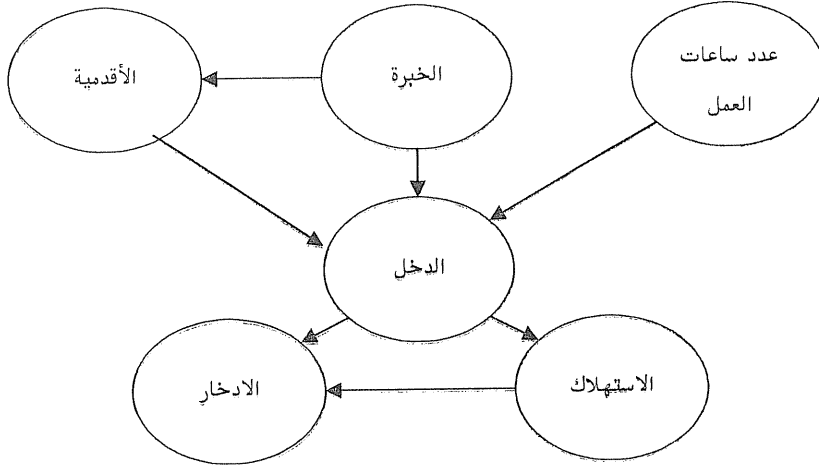 عدد ساعات
العمل
الخبرة
الأقدمية
الدخل
الاستهلاك
الادخار